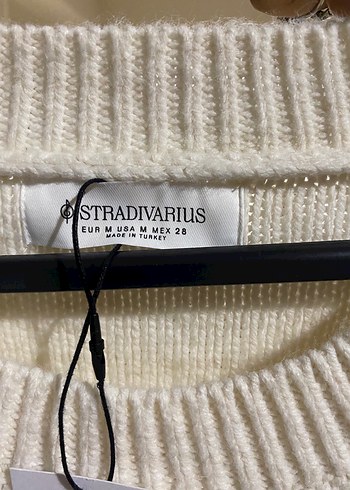 STRADIVARIUS
EUR M USA M MEX 28
MADE IN TURKEY